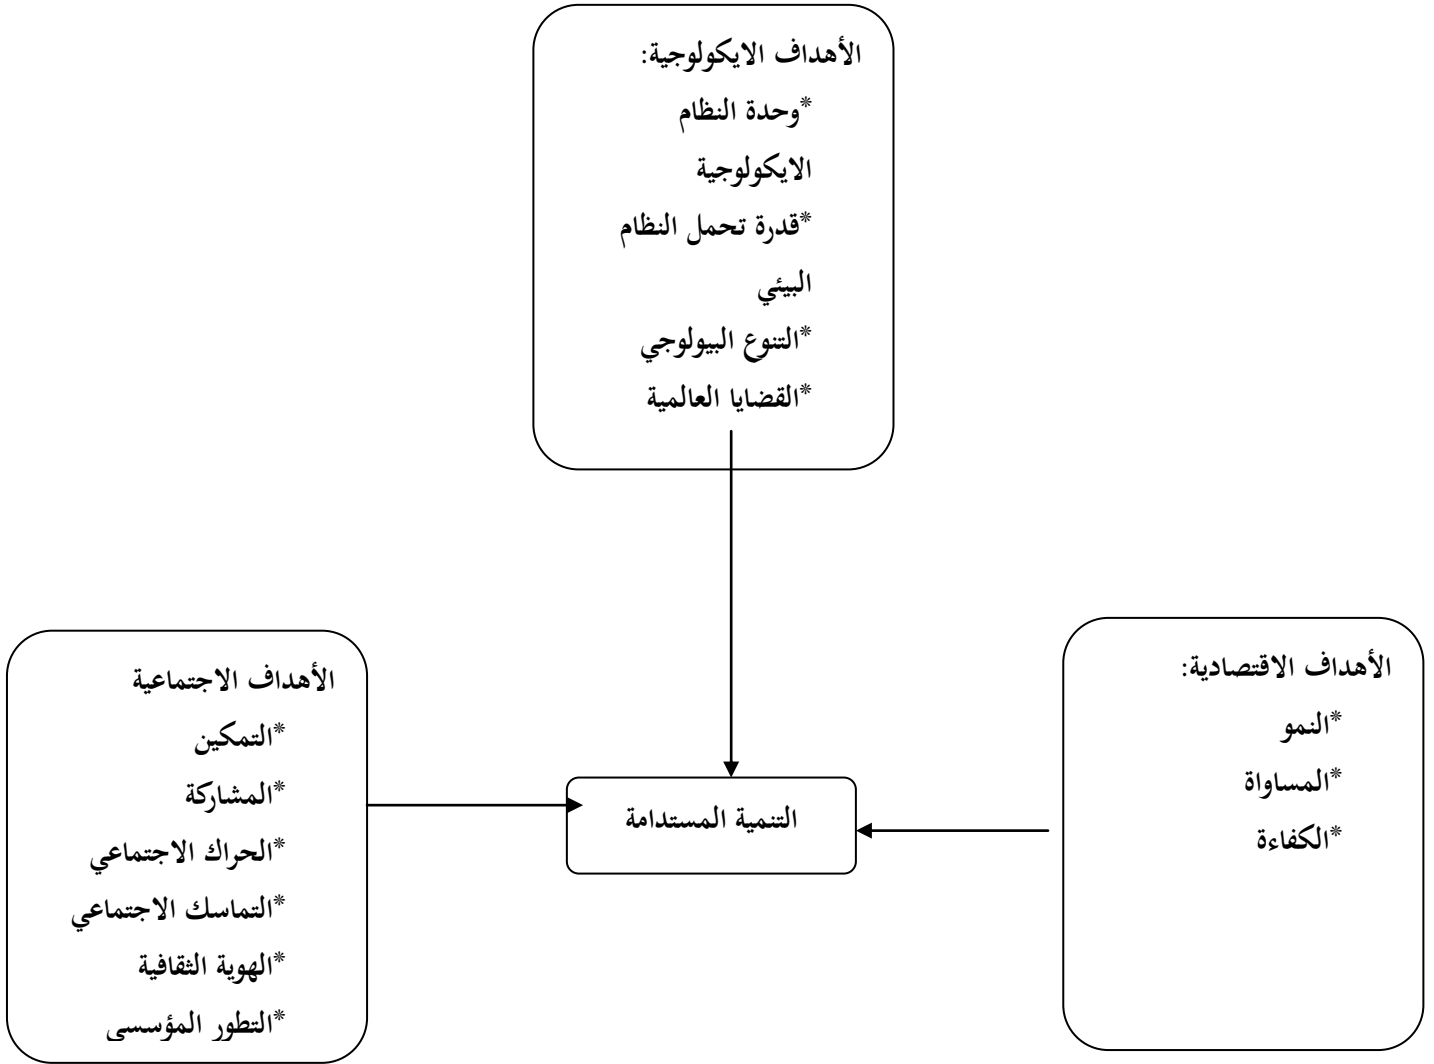 الأهداف الايكولوجية:
*وحدة النظام
الايكولوجية
*قدرة تحمل النظام
البيئي
*التنوع البيولوجي
*القضايا العالمية
الأهداف الاقتصادية:
*النمو
*المساواة
*الكفاءة
التنمية المستدامة
الأهداف الاجتماعية
*التمكين
*المشاركة
*الحراك الاجتماعي
*التماسك الاجتماعي
*الهوية الثقافية
*التطور المؤسسي